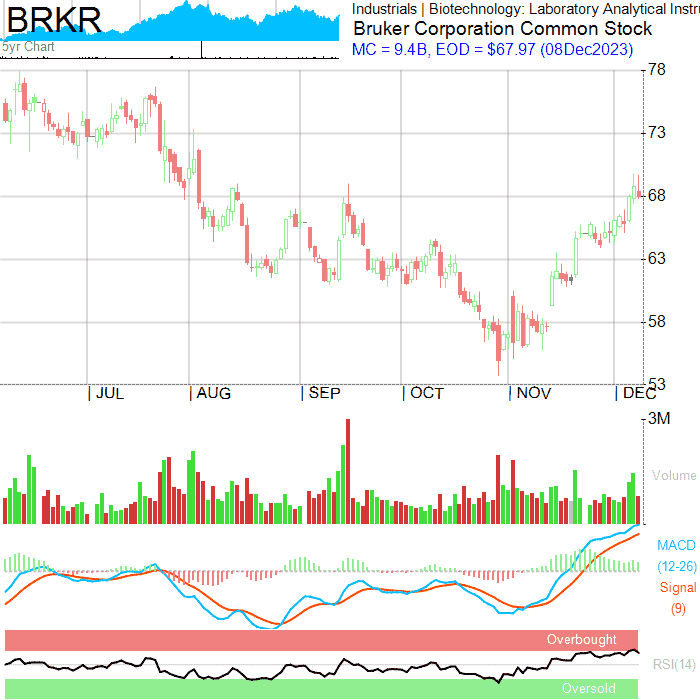 BRKR
5yr Chart
Industrials | Biotechnology: Laboratory Analytical Instru
Bruker Corporation Common Stock
MC = 9.4B, EOD = $67.97 (08Dec2023)
78
73
68
63
58
53
JUL
AUG
SEP
OCT
NOV
DEC
3M
Volume
MACD
(12-26)
Signal
(9)
Overbought
RSI(14)
Oversold